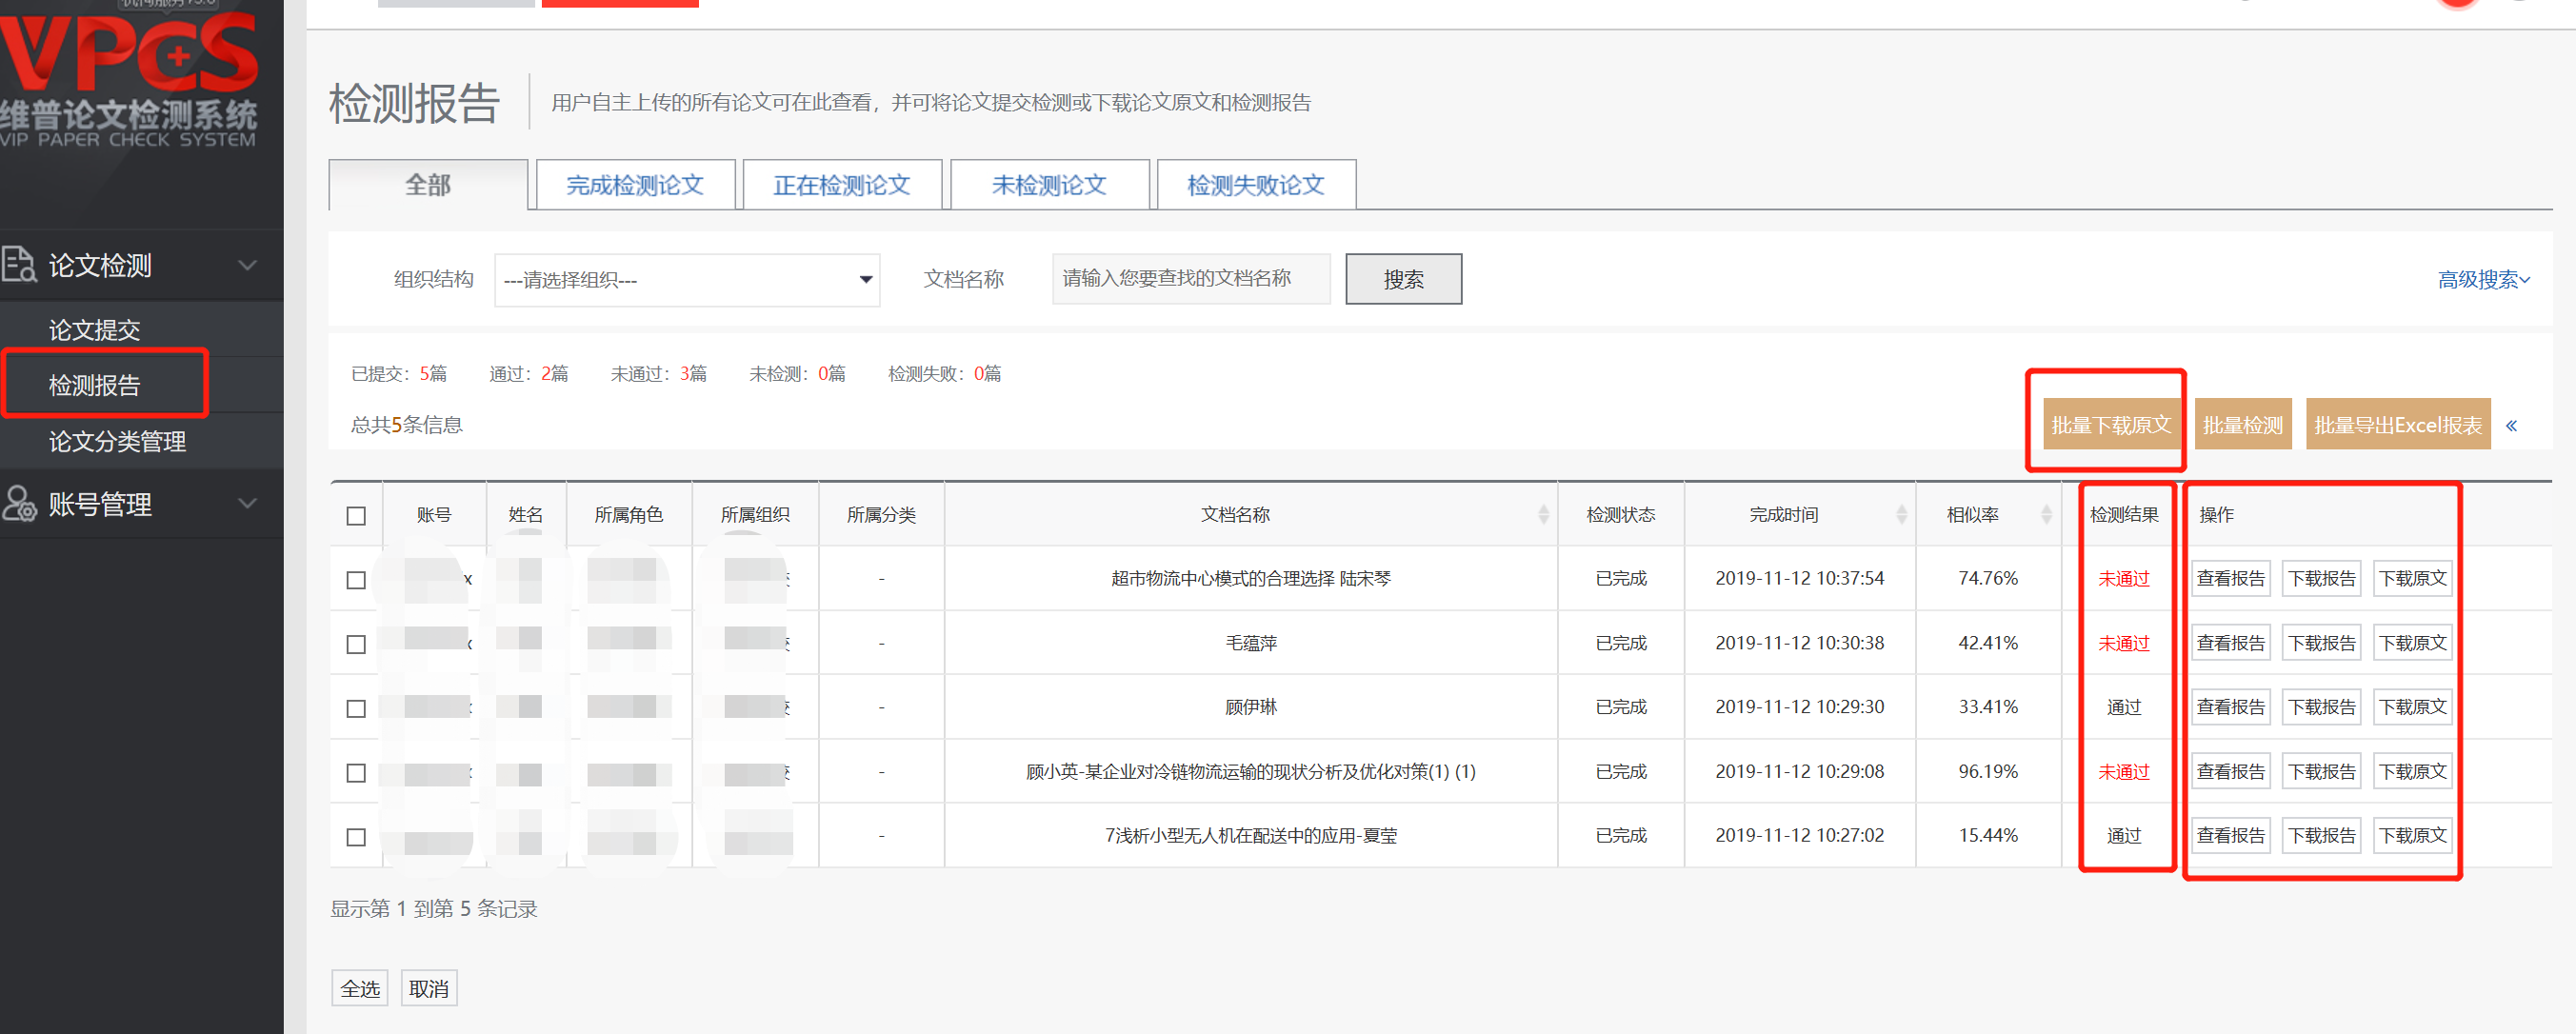 VPCS
维普论文检测系统
VIP PAPER CHECK SYSTEM
论文检测
论文提交
检测报告
论文分类管理
账号管理
检测报告 用户自主上传的所有论文可在此查看，并可将论文提交检测或下载论文原文和检测报告
全部 完成检测论文 正在检测论文 未检测论文 检测失败论文
组织结构 ---请选择组织--- 文档名称 请输入您要查找的文档名称 搜索 高级搜索
已提交：5篇 通过：2篇 未通过：3篇 未检测：0篇 检测失败：0篇
总共5条信息 批量下载原文 批量检测 批量导出Excel报表 «
账号 姓名 所属角色 所属组织 所属分类 文档名称 检测状态 完成时间 相似率 检测结果 操作
x - 超市物流中心模式的合理选择 陆宋琴 已完成 2019-11-12 10:37:54 74.76% 未通过 查看报告 下载报告 下载原文
- 毛蕴萍 已完成 2019-11-12 10:30:38 42.41% 未通过 查看报告 下载报告 下载原文
- 顾伊琳 已完成 2019-11-12 10:29:30 33.41% 通过 查看报告 下载报告 下载原文
- 顾小英-某企业对冷链物流运输的现状分析及优化对策(1) (1) 已完成 2019-11-12 10:29:08 96.19% 未通过 查看报告 下载报告 下载原文
- 7浅析小型无人机在配送中的应用-夏莹 已完成 2019-11-12 10:27:02 15.44% 通过 查看报告 下载报告 下载原文
显示第 1 到第 5 条记录
全选 取消